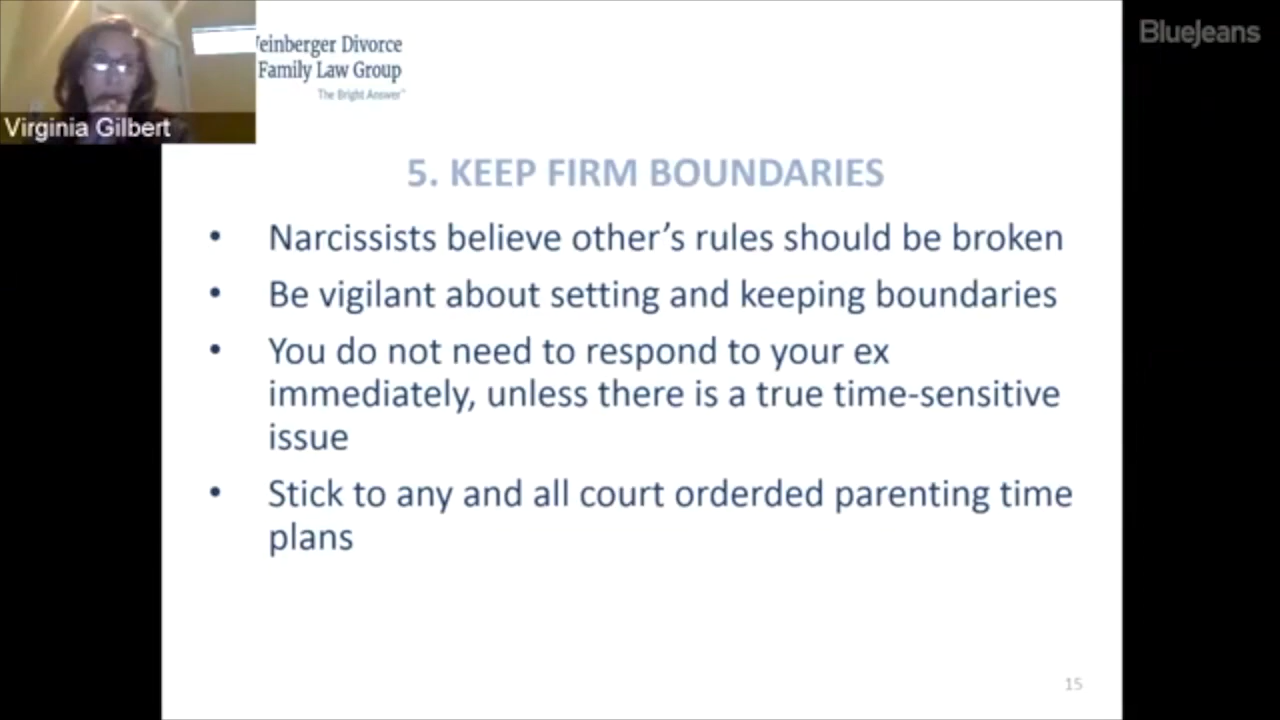 BlueJeans
einberger Divorce
Family Law Group
The Bright Answer
Virginia Gilbert
5. KEEP FIRM BOUNDARIES
• Narcissists believe other’s rules should be broken
• Be vigilant about setting and keeping boundaries
• You do not need to respond to your ex
immediately, unless there is a true time-sensitive
issue
• Stick to any and all court orderded parenting time
plans
15